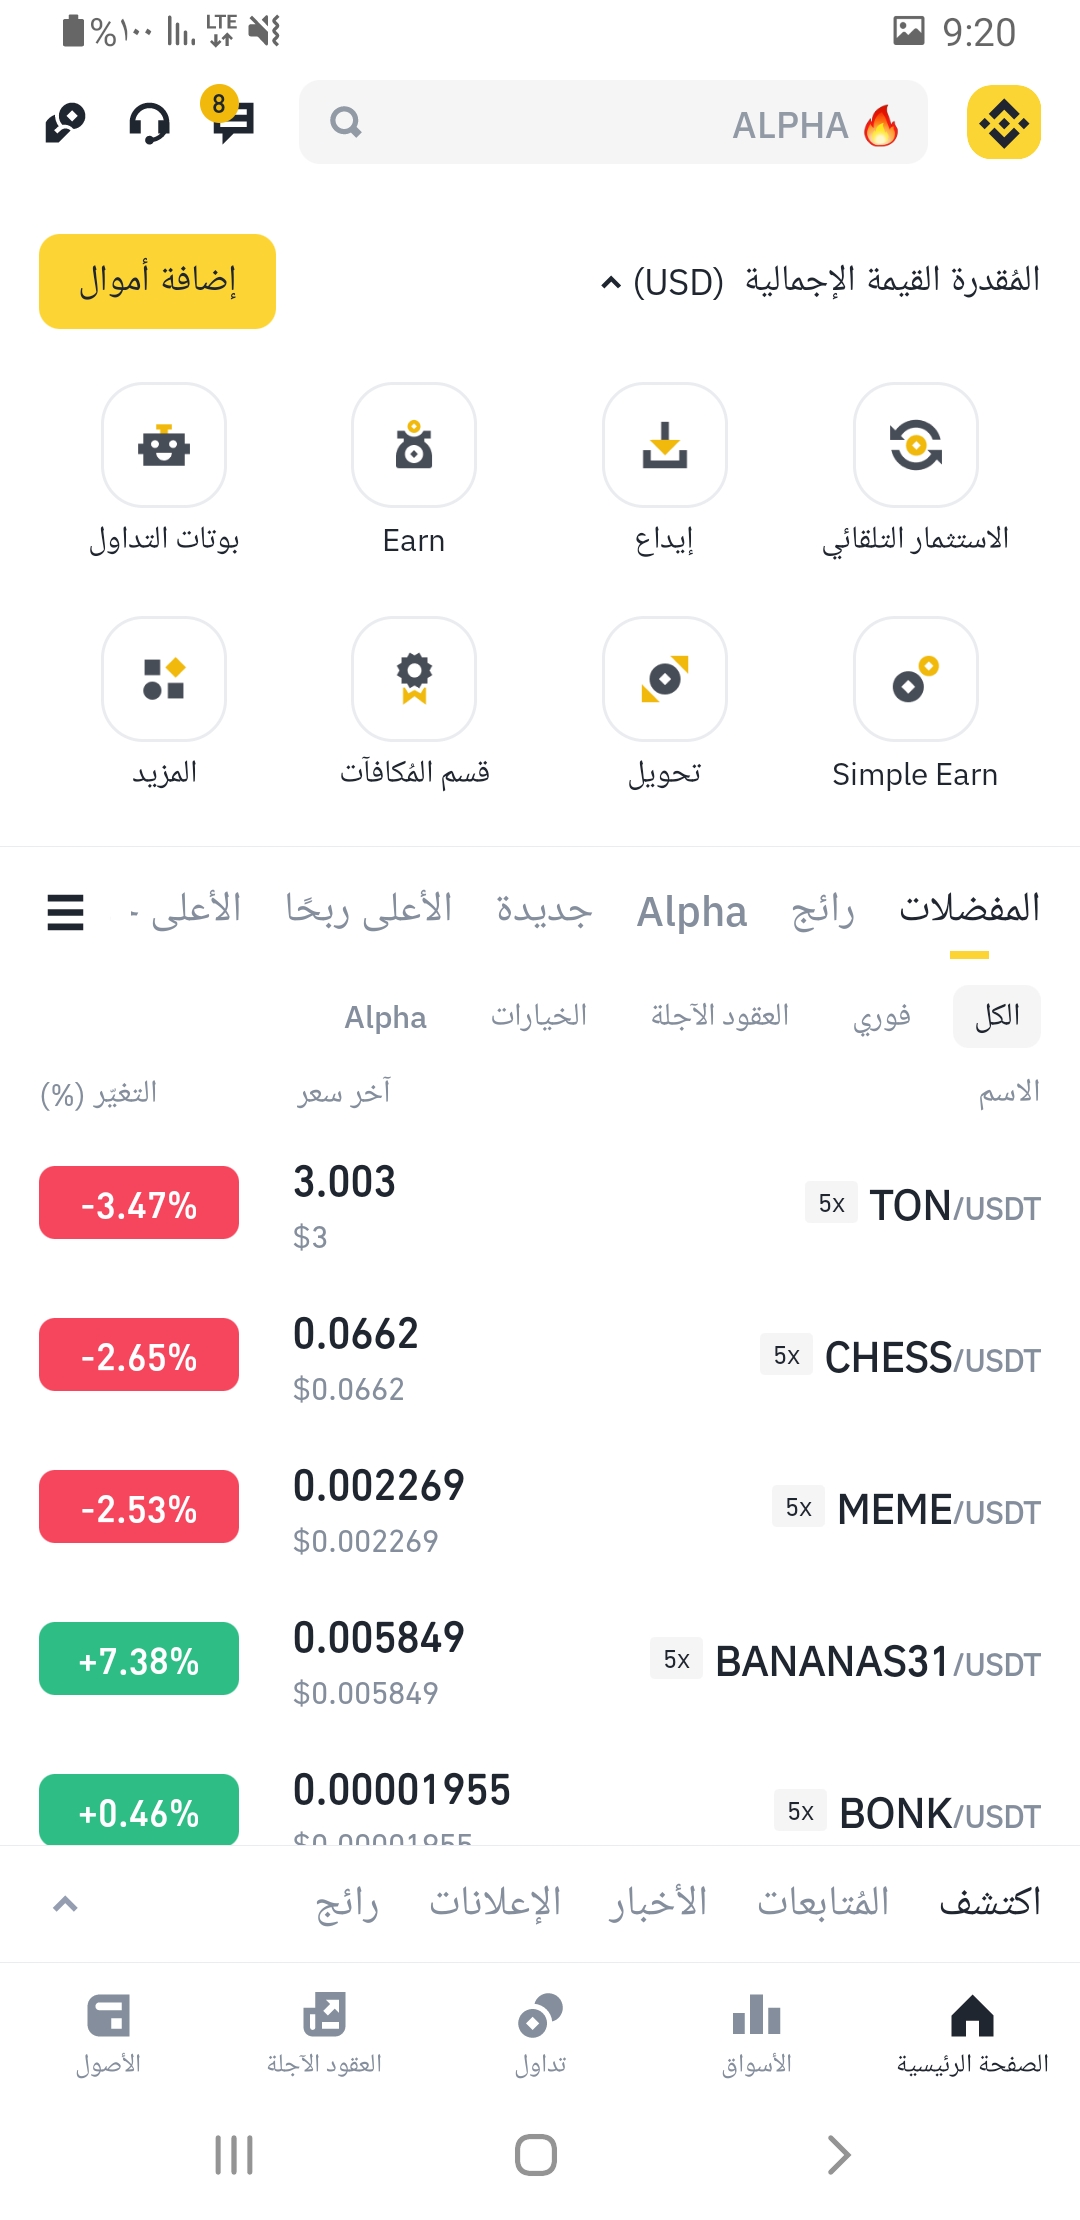 9:20
%١٠٠ LTE
ALPHA 🔥
8
المُقدرة القيمة الإجمالية (USD)
إضافة أموال
الاستثمار التلقائي إيداع Earn بوتات التداول
Simple Earn تحويل قسم المُكافآت المزيد
المفضلات رائج Alpha جديدة الأعلى ربحًا الأعلى
الكل فوري العقود الآجلة الخيارات Alpha
الاسم آخر سعر التغيّر (%)
TON/USDT 5x 3.003 -3.47%
$3
CHESS/USDT 5x 0.0662 -2.65%
$0.0662
MEME/USDT 5x 0.002269 -2.53%
$0.002269
BANANAS31/USDT 5x 0.005849 +7.38%
$0.005849
BONK/USDT 5x 0.00001955 +0.46%
$0.00001955
اكتشف المُتابعات الأخبار الإعلانات رائج
الصفحة الرئيسية الأسواق تداول العقود الآجلة الأصول